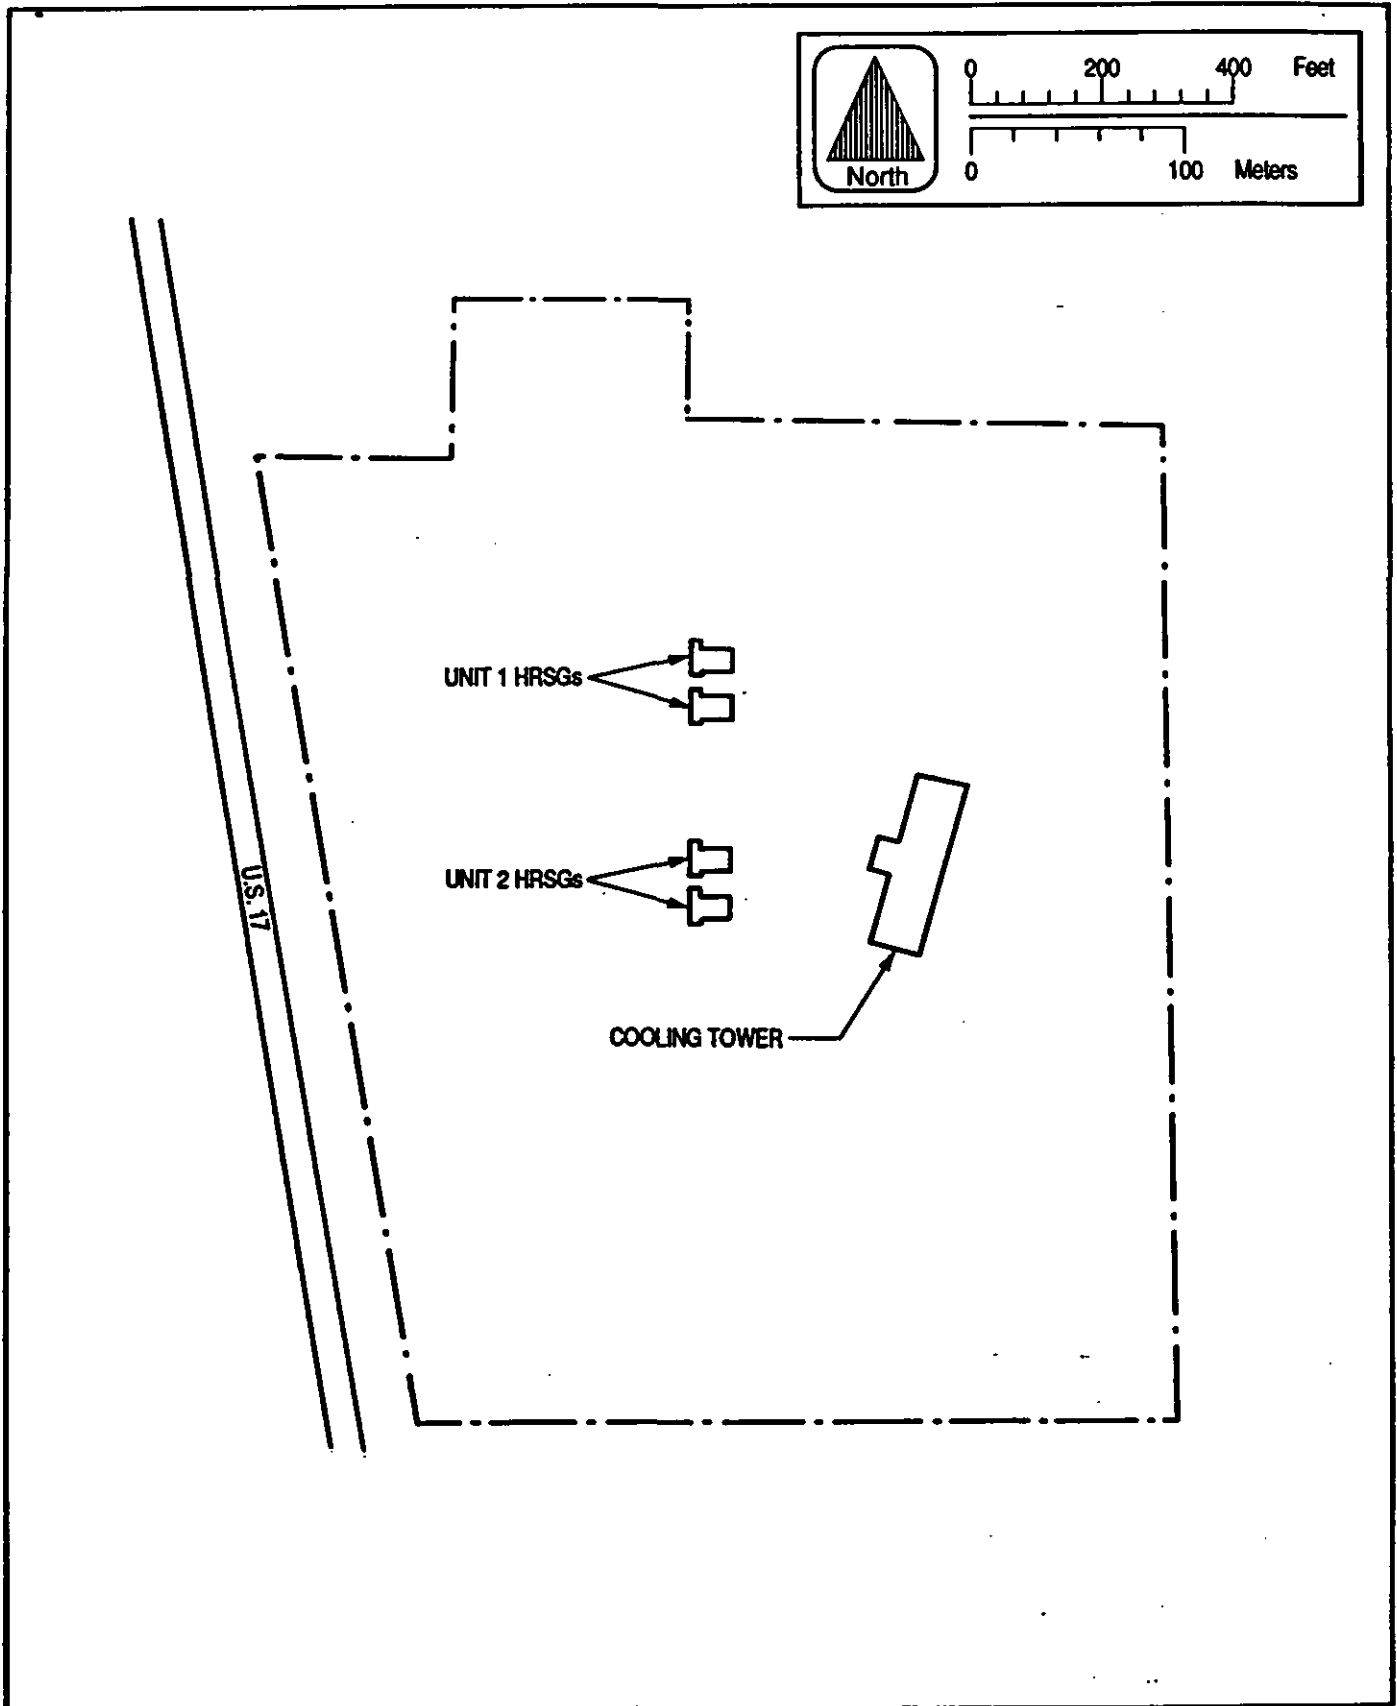 0 200 400 Feet
North
0 100 Meters
UNIT 1 HRSGs
U.S. 17
UNIT 2 HRSGs
COOLING TOWER